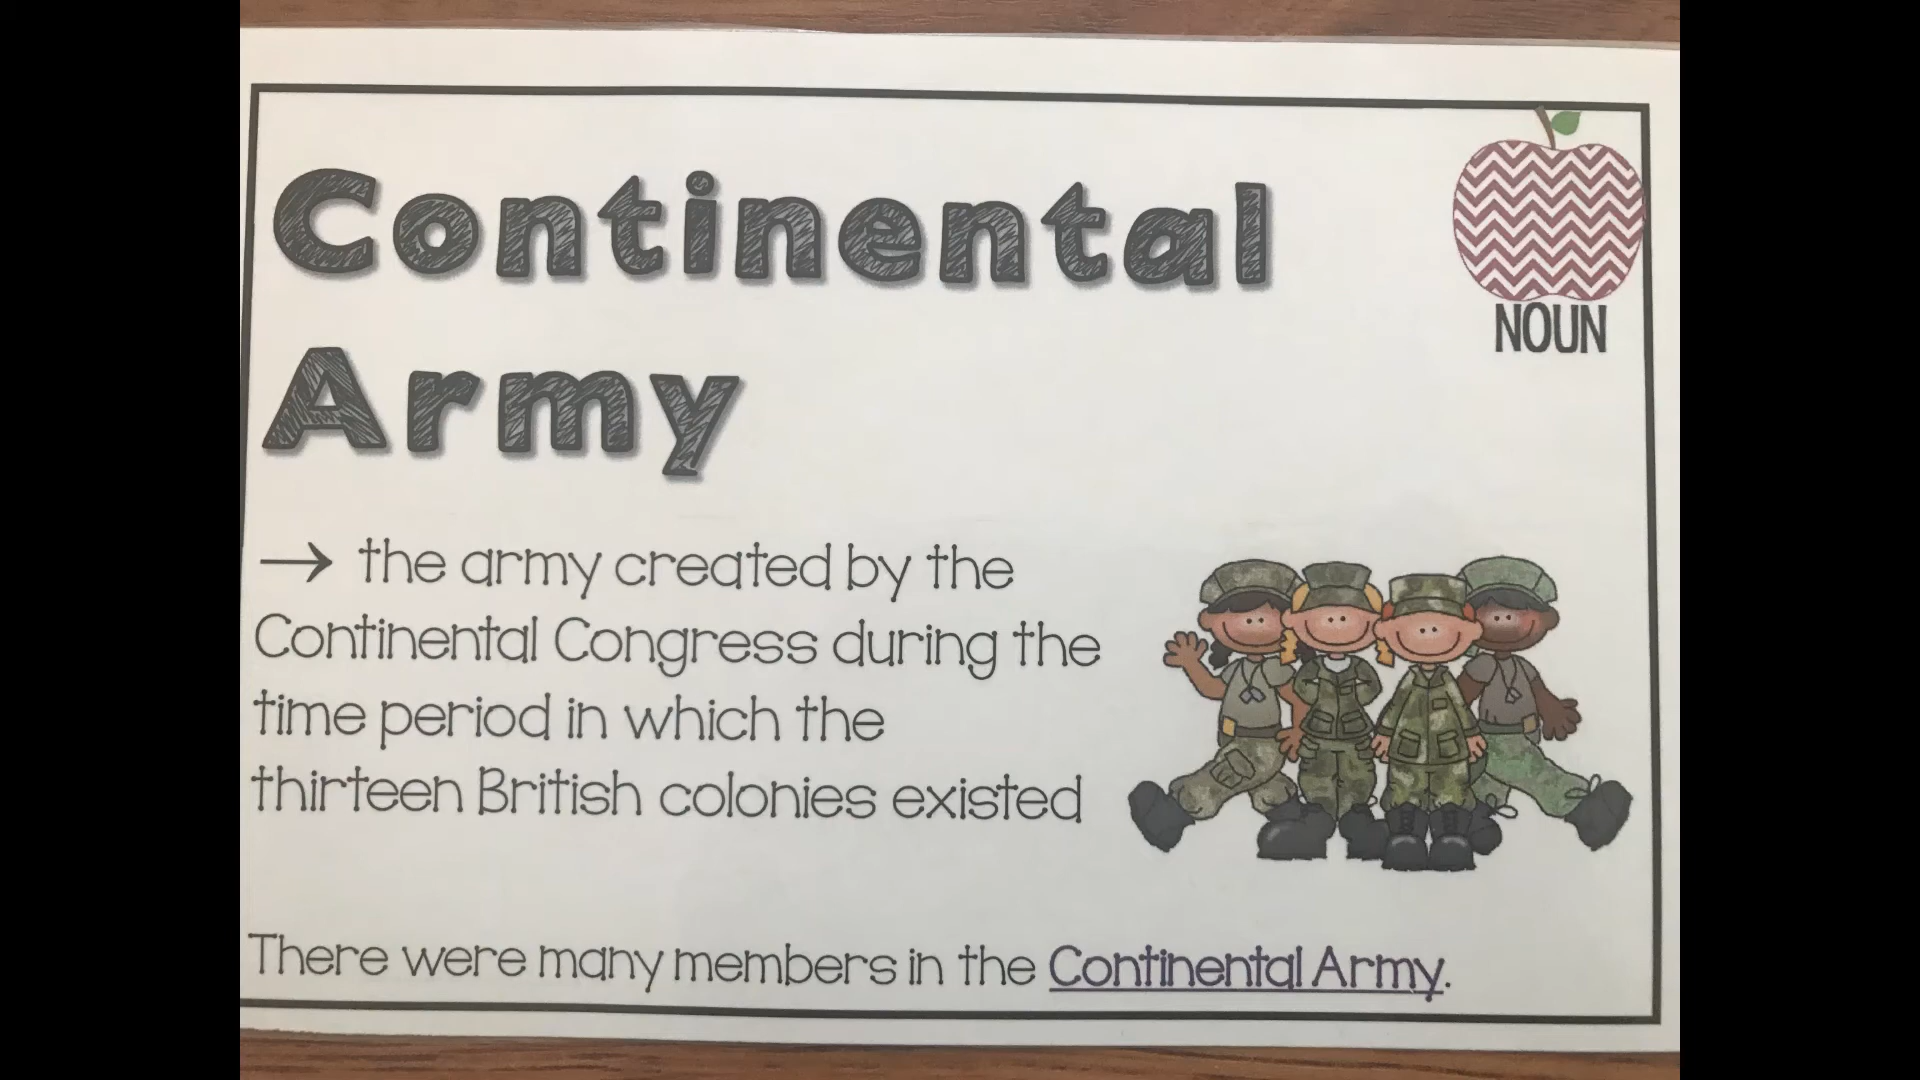 Continental
NOUN
Army
→ the army created by the
Continental Congress during the
time period in which the
thirteen British colonies existed
There were many members in the Continental Army.